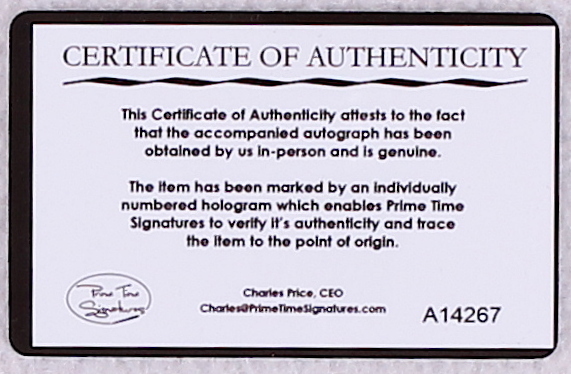 CERTIFICATE OF AUTHENTICITY
This Certificate of Authenticity attests to the fact
that the accompanied autograph has been
obtained by us in-person and is genuine.
The item has been marked by an individually
numbered hologram which enables Prime Time
Signatures to verify it's authenticity and trace
the item to the point of origin.
Prime Time
Signatures
Charles Price, CEO
Charles@PrimeTimeSignatures.com
A14267